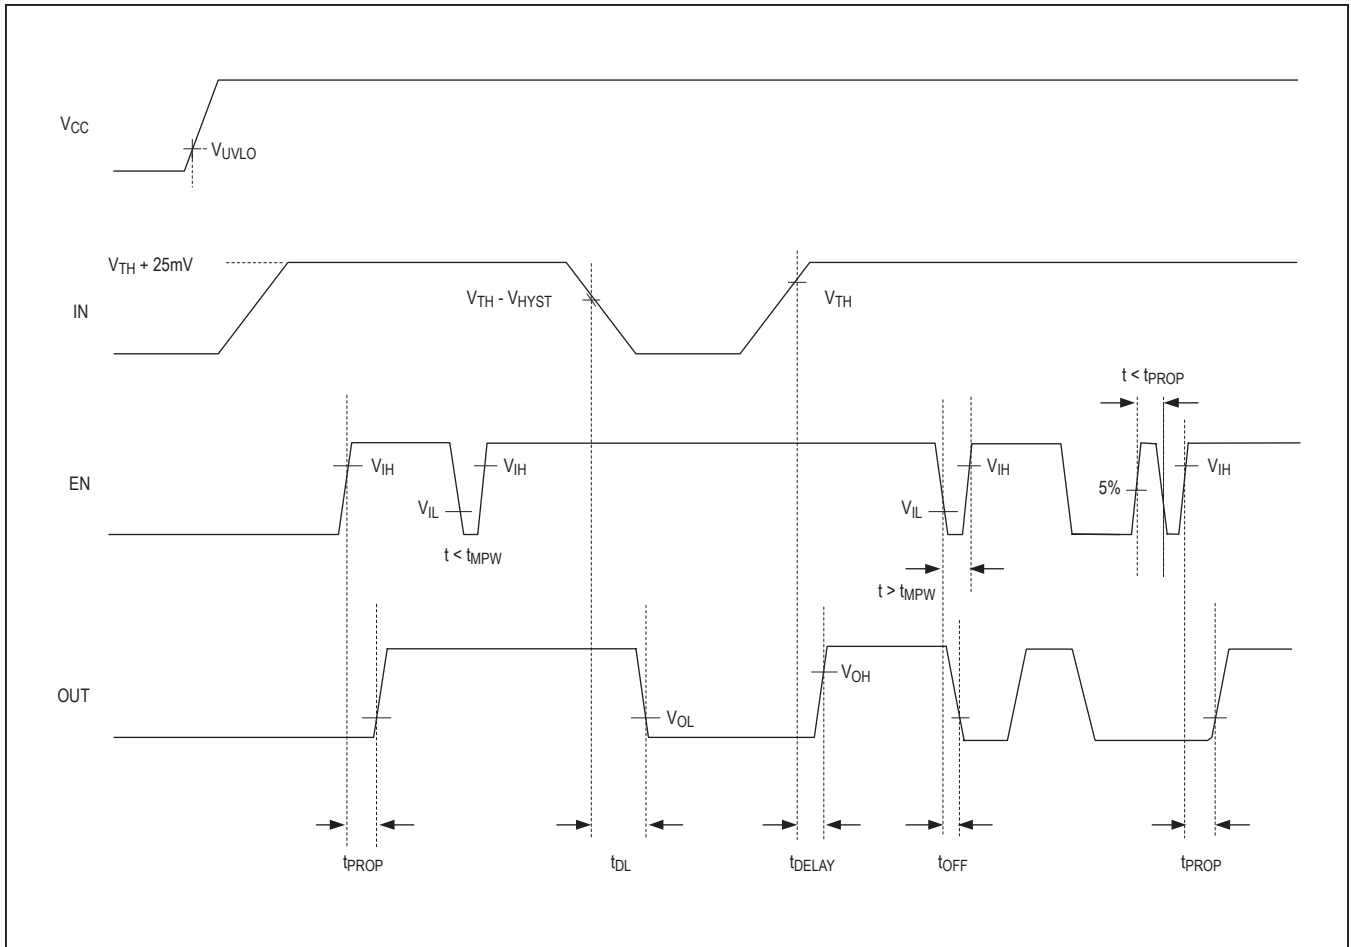 VCC
VUVLO
VTH + 25mV
IN
VTH - VHYST
VTH
t < tPROP
EN
VIH
VIL
VIH
t < tMPW
VIL
VIH
5%
VIH
t > tMPW
OUT
VOL
VOH
tPROP
tDL
tDELAY
tOFF
tPROP